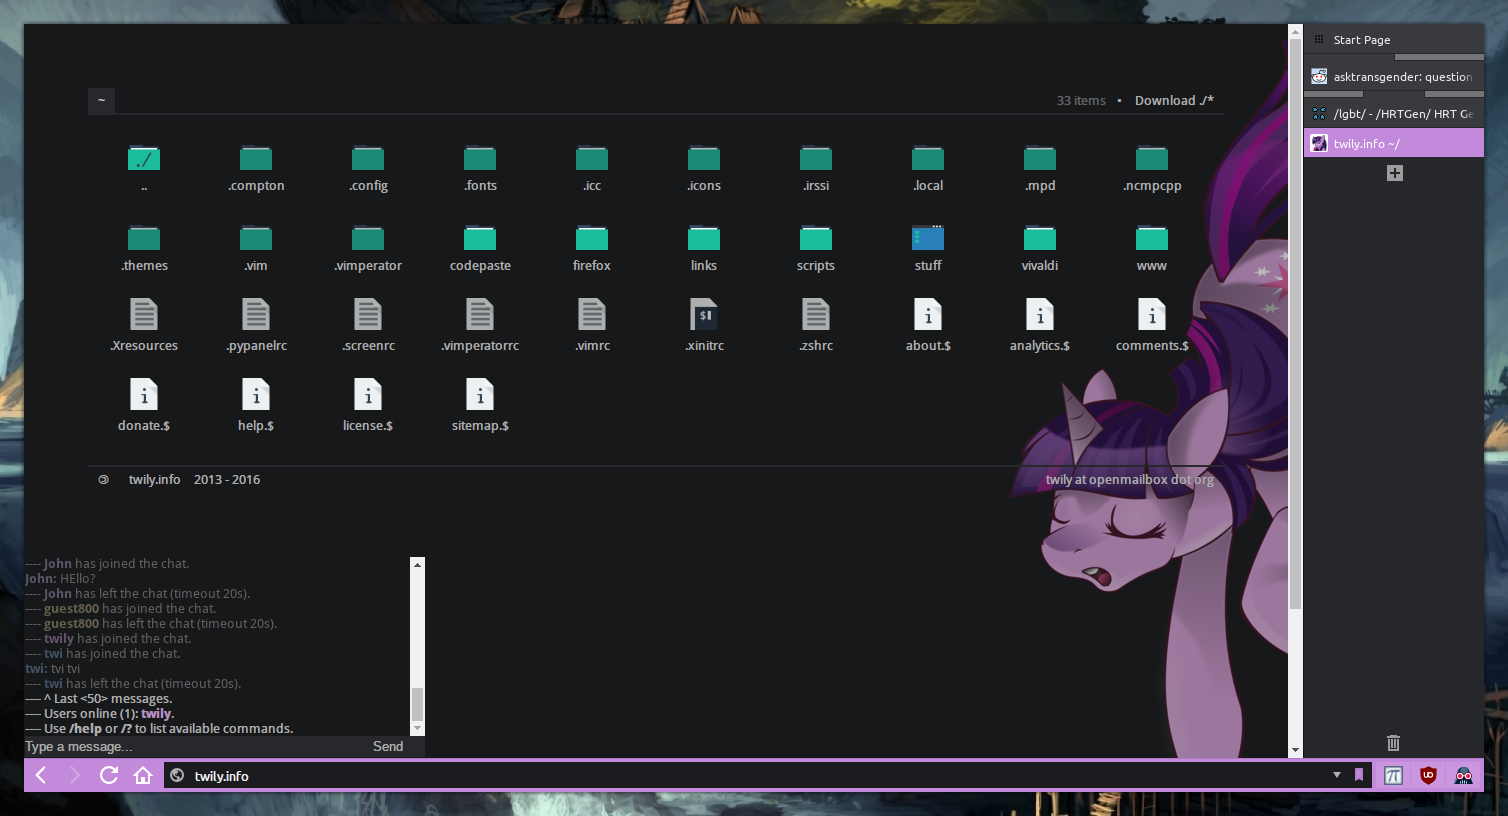 Start Page
asktransgender: question
/lgbt/ - /HRTGen/ HRT Ge
twily.info ~/
~
33 items • Download ./*
./
.. .compton .config .fonts .icc .icons .irssi .local .mpd .ncmpcpp
.themes .vim .vimperator codepaste firefox links scripts stuff vivaldi www
$
i i i
.Xresources .pypanelrc .screenrc .vimperatorrc .vimrc .xinitrc .zshrc about.$ analytics.$ comments.$
i i i i
donate.$ help.$ license.$ sitemap.$
twily.info 2013 - 2016 twily at openmailbox dot org
---- John has joined the chat.
John: HEllo?
---- John has left the chat (timeout 20s).
---- guest800 has joined the chat.
---- guest800 has left the chat (timeout 20s).
---- twily has joined the chat.
---- twi has joined the chat.
twi: tvi tvi
---- twi has left the chat (timeout 20s).
---- ^ Last <50> messages.
---- Users online (1): twily.
---- Use /help or /? to list available commands.
Type a message... Send
twily.info
π UO